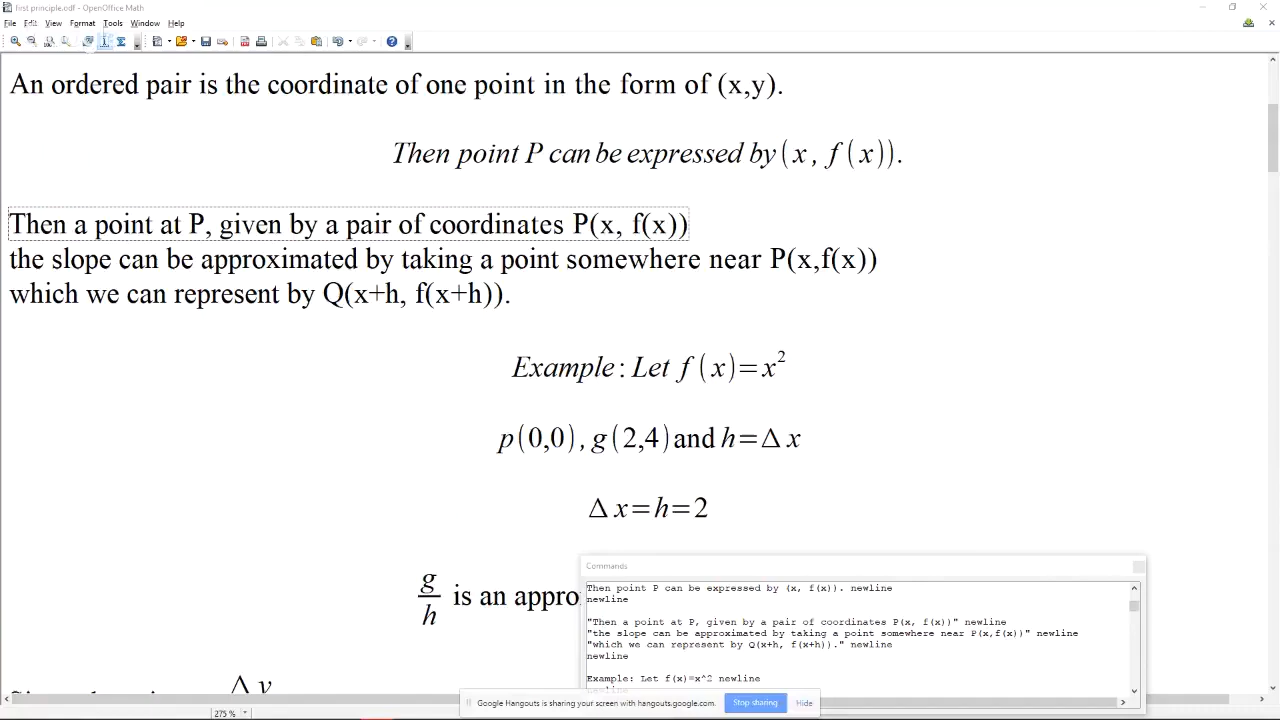 first principle.odf - OpenOffice Math
File Edit View Format Tools Window Help
An ordered pair is the coordinate of one point in the form of (x,y).
Then point P can be expressed by (x , f (x)).
Then a point at P, given by a pair of coordinates P(x, f(x))
the slope can be approximated by taking a point somewhere near P(x,f(x))
which we can represent by Q(x+h, f(x+h)).
Example : Let f (x)=x²
p(0,0), g(2,4) and h=Δ x
Δ x=h=2
g/h is an appro
Commands
Then point P can be expressed by (x, f(x)). newline
newline
"Then a point at P, given by a pair of coordinates P(x, f(x))" newline
"the slope can be approximated by taking a point somewhere near P(x,f(x))" newline
"which we can represent by Q(x+h, f(x+h))." newline
newline
Example: Let f(x)=x^2 newline
Δ y
Google Hangouts is sharing your screen with hangouts.google.com. Stop sharing Hide
275 %